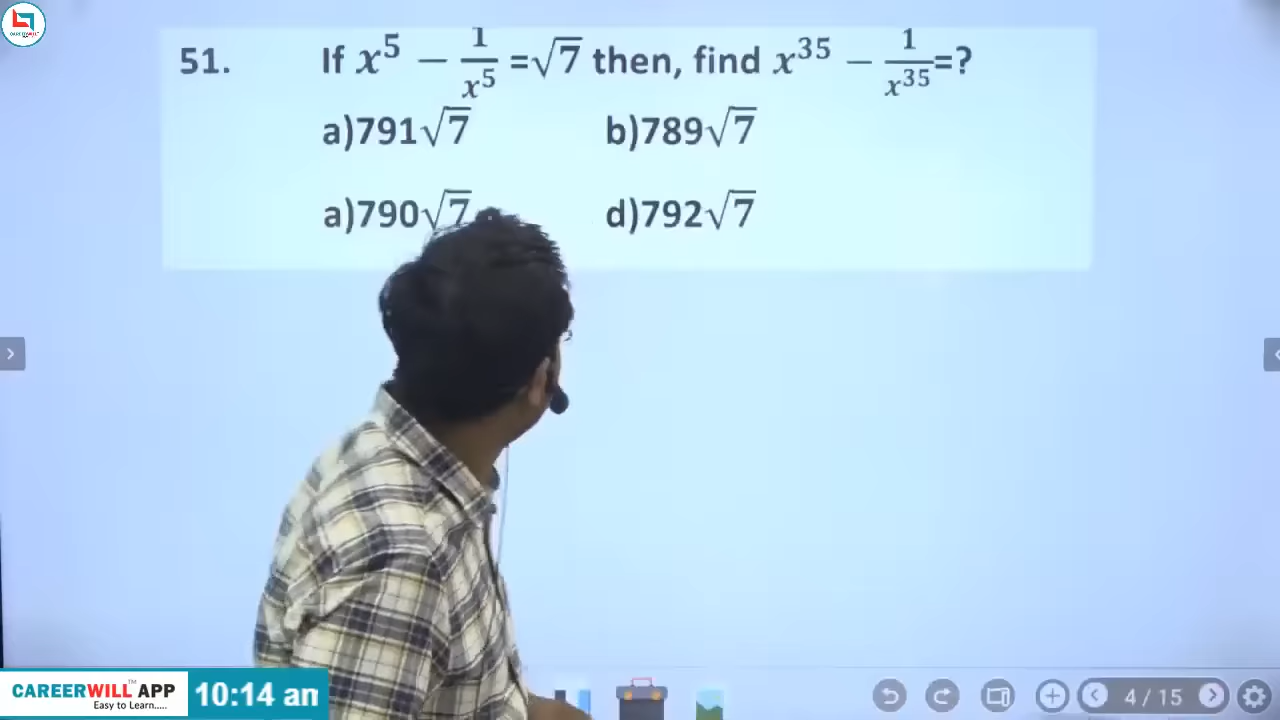 CAREERWILL
51. If x⁵ − 1/x⁵ =√7 then, find x³⁵ − 1/x³⁵=?
a)791√7 b)789√7
a)790√7 d)792√7
CAREERWILL™ APP
Easy to Learn.....
10:14 an
4 / 15